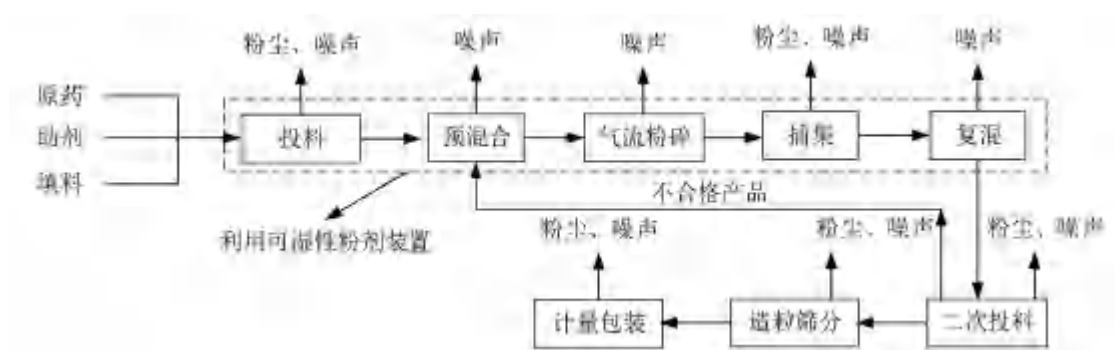 粉尘、噪声
噪声
噪声
粉尘、噪声
噪声
原药
助剂
填料
投料
预混合
气流粉碎
捕集
复混
不合格产品
利用可湿性粉剂装置
粉尘、噪声
粉尘、噪声
粉尘、噪声
计量包装
造粒筛分
二次投料